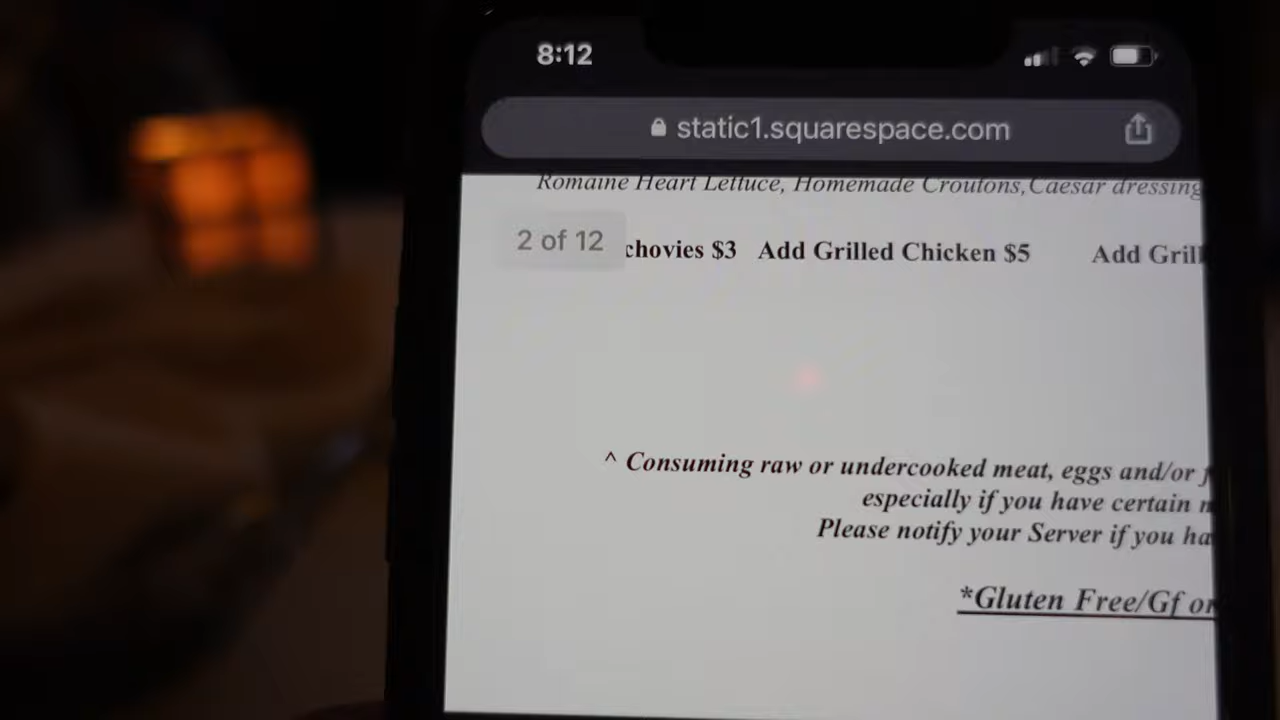 8:12
static1.squarespace.com
Romaine Heart Lettuce, Homemade Croutons, Caesar dressing
2 of 12 chovies $3 Add Grilled Chicken $5 Add Grill
^ Consuming raw or undercooked meat, eggs and/or f
especially if you have certain m
Please notify your Server if you ha
*Gluten Free/Gf or